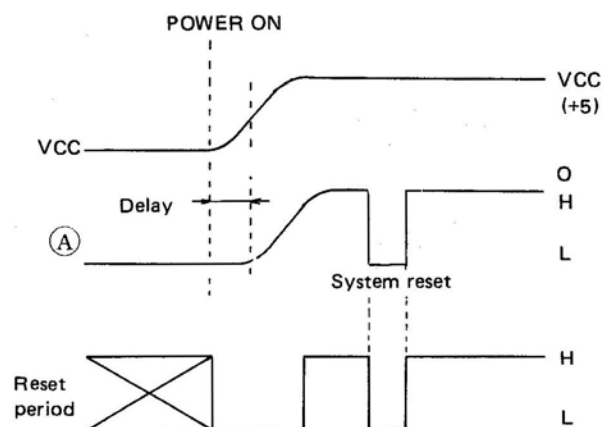 POWER ON
VCC
VCC
(+5)
O
Delay
H
A
L
System reset
H
Reset
period
L